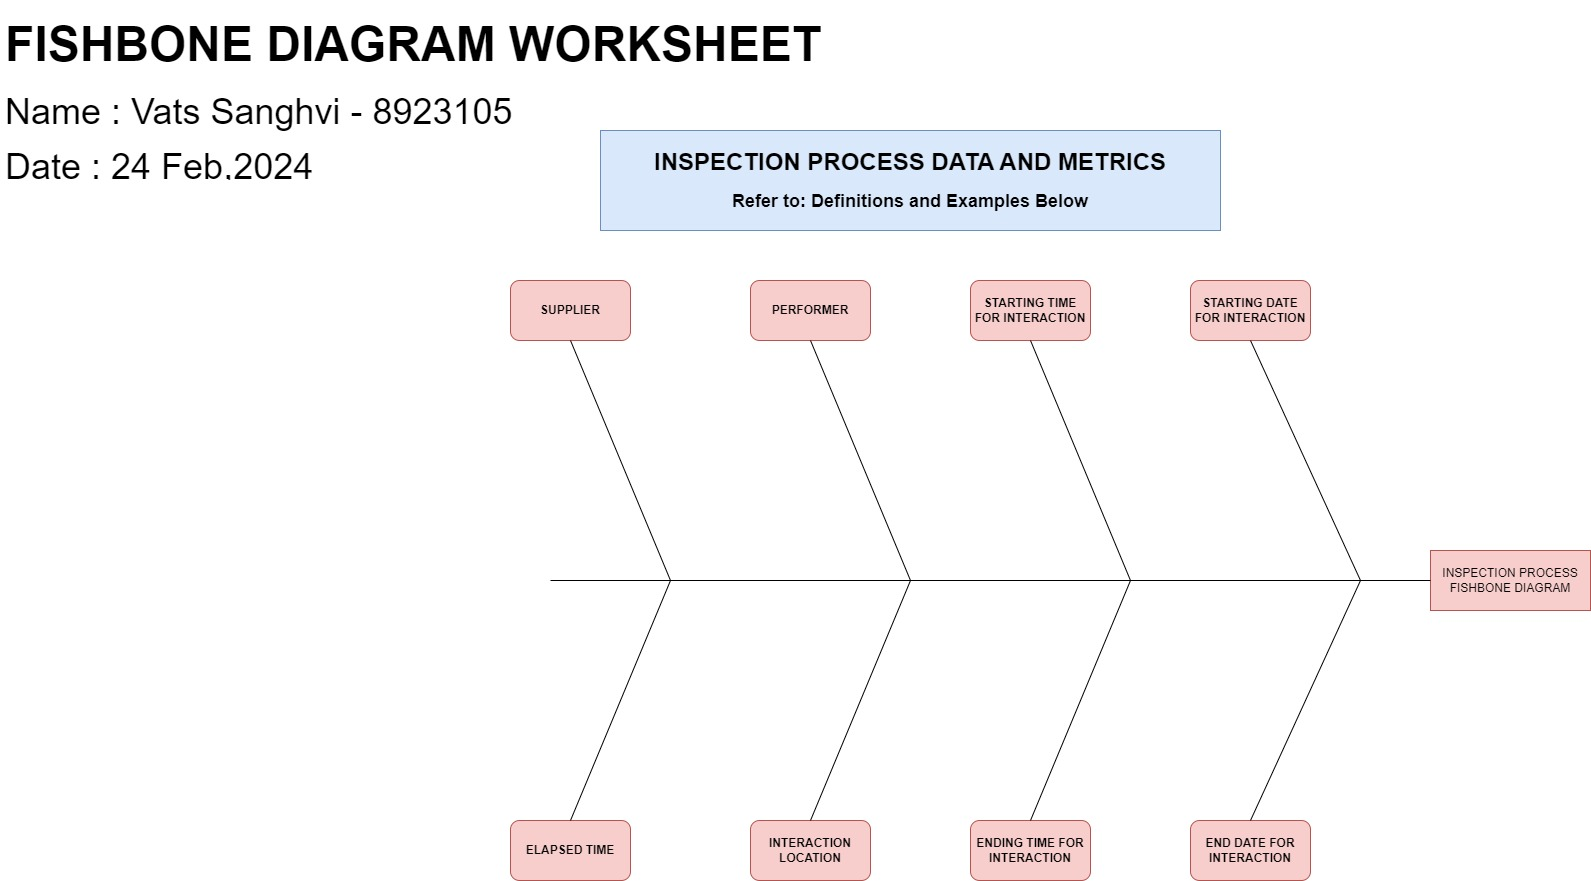 FISHBONE DIAGRAM WORKSHEET
Name : Vats Sanghvi - 8923105
Date : 24 Feb.2024
INSPECTION PROCESS DATA AND METRICS
Refer to: Definitions and Examples Below
SUPPLIER
PERFORMER
STARTING TIME
FOR INTERACTION
STARTING DATE
FOR INTERACTION
INSPECTION PROCESS
FISHBONE DIAGRAM
ELAPSED TIME
INTERACTION
LOCATION
ENDING TIME FOR
INTERACTION
END DATE FOR
INTERACTION